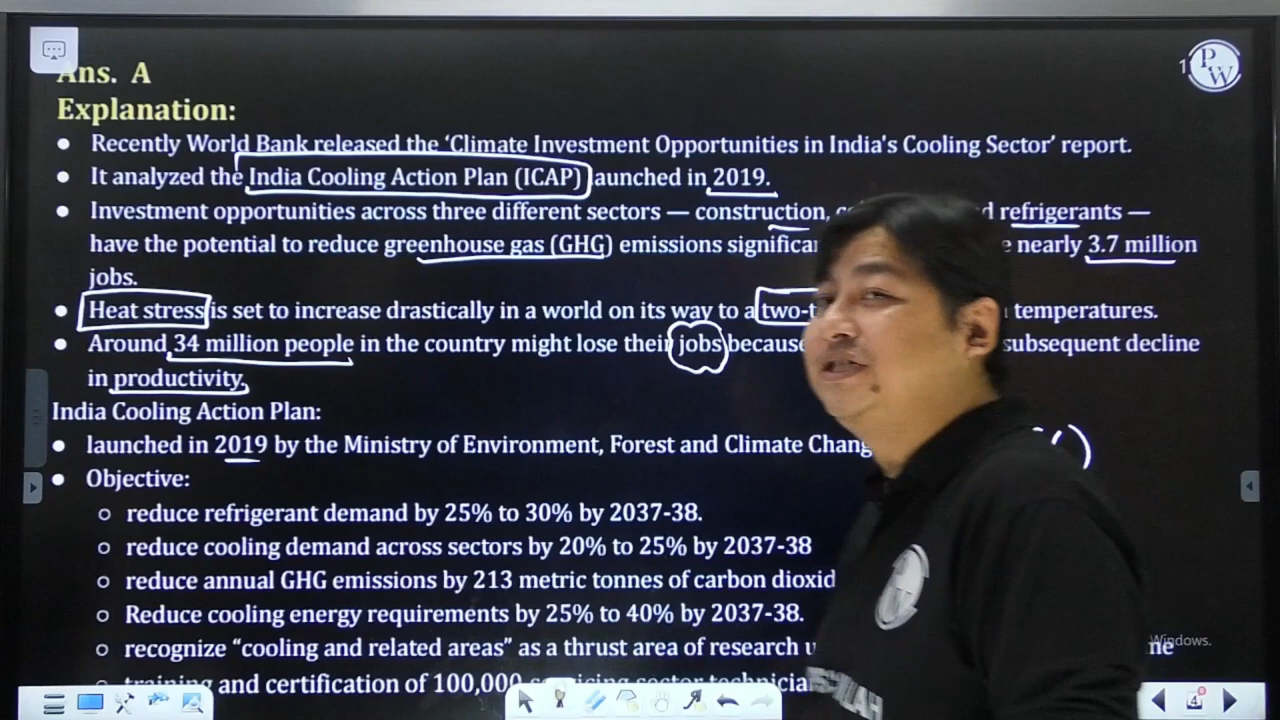 Ans. A
PW
1
Explanation:
● Recently World Bank released the ‘Climate Investment Opportunities in India's Cooling Sector’ report.
● It analyzed the India Cooling Action Plan (ICAP) launched in 2019.
● Investment opportunities across three different sectors — construction, refrigerants —
have the potential to reduce greenhouse gas (GHG) emissions nearly 3.7 million
jobs.
● Heat stress is set to increase drastically in a world on its way to a temperatures.
● Around 34 million people in the country might lose their jobs because subsequent decline
in productivity.
India Cooling Action Plan:
● launched in 2019 by the Ministry of Environment, Forest and Climate
● Objective:
○ reduce refrigerant demand by 25% to 30% by 2037-38.
○ reduce cooling demand across sectors by 20% to 25% by 2037-38
○ reduce annual GHG emissions by 213 metric tonnes of carbon
○ Reduce cooling energy requirements by 25% to 40% by 2037-38.
○ recognize “cooling and related areas” as a thrust area of research
Windows.
○ training and certification of 100,000 sector
4